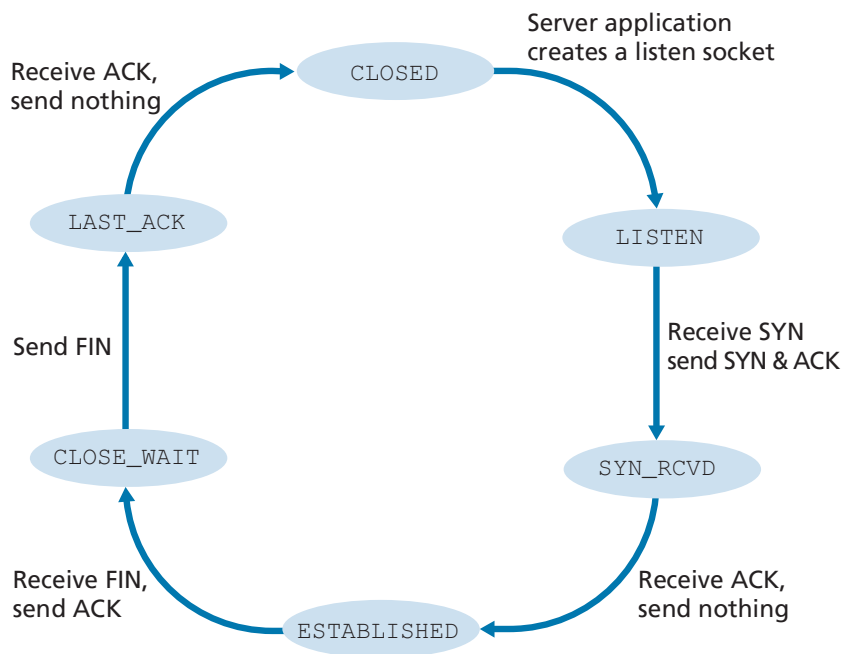 Server application
creates a listen socket
Receive ACK,
send nothing
CLOSED
LAST_ACK
LISTEN
Send FIN
Receive SYN
send SYN & ACK
CLOSE_WAIT
SYN_RCVD
Receive FIN,
send ACK
Receive ACK,
send nothing
ESTABLISHED